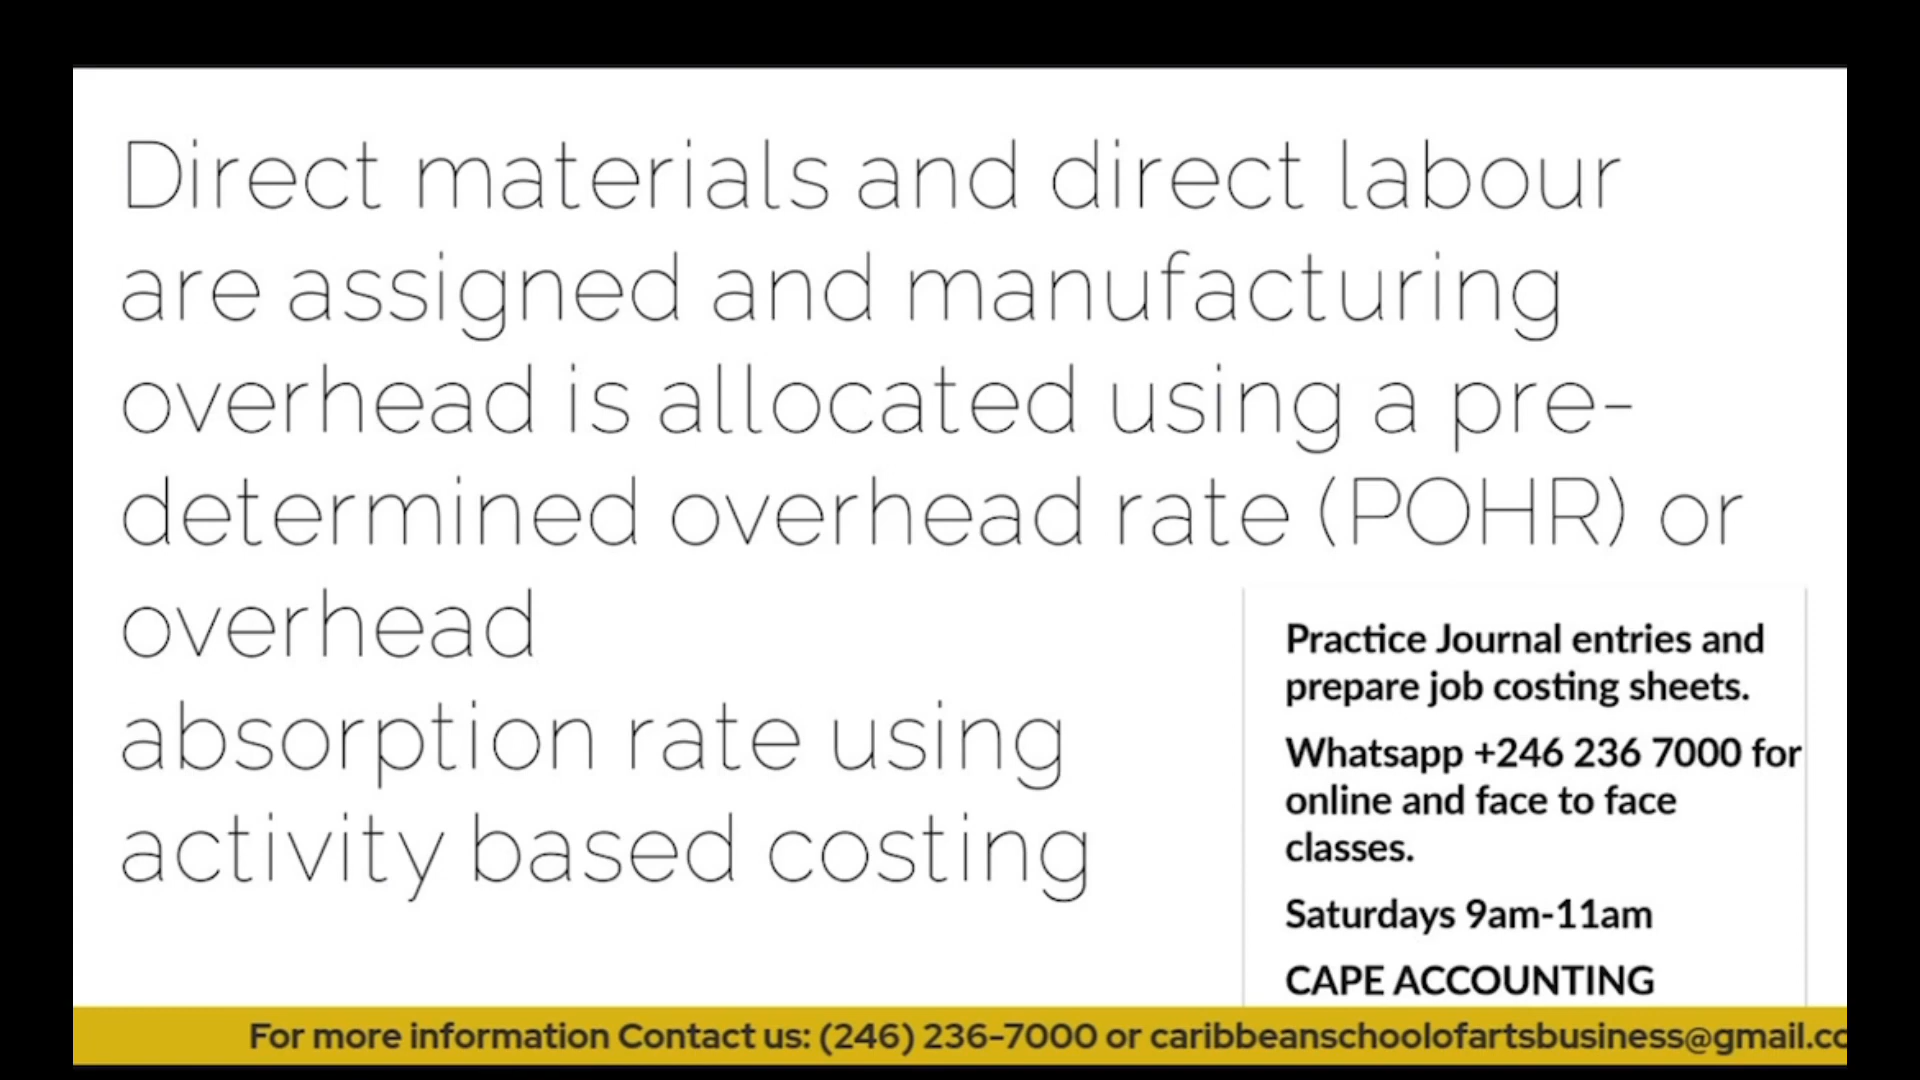 Direct materials and direct labour
are assigned and manufacturing
overhead is allocated using a pre-
determined overhead rate (POHR) or
overhead
absorption rate using
activity based costing
Practice Journal entries and
prepare job costing sheets.
Whatsapp +246 236 7000 for
online and face to face
classes.
Saturdays 9am-11am
CAPE ACCOUNTING
For more information Contact us: (246) 236-7000 or caribbeanschoolofartsbusiness@gmail.cc